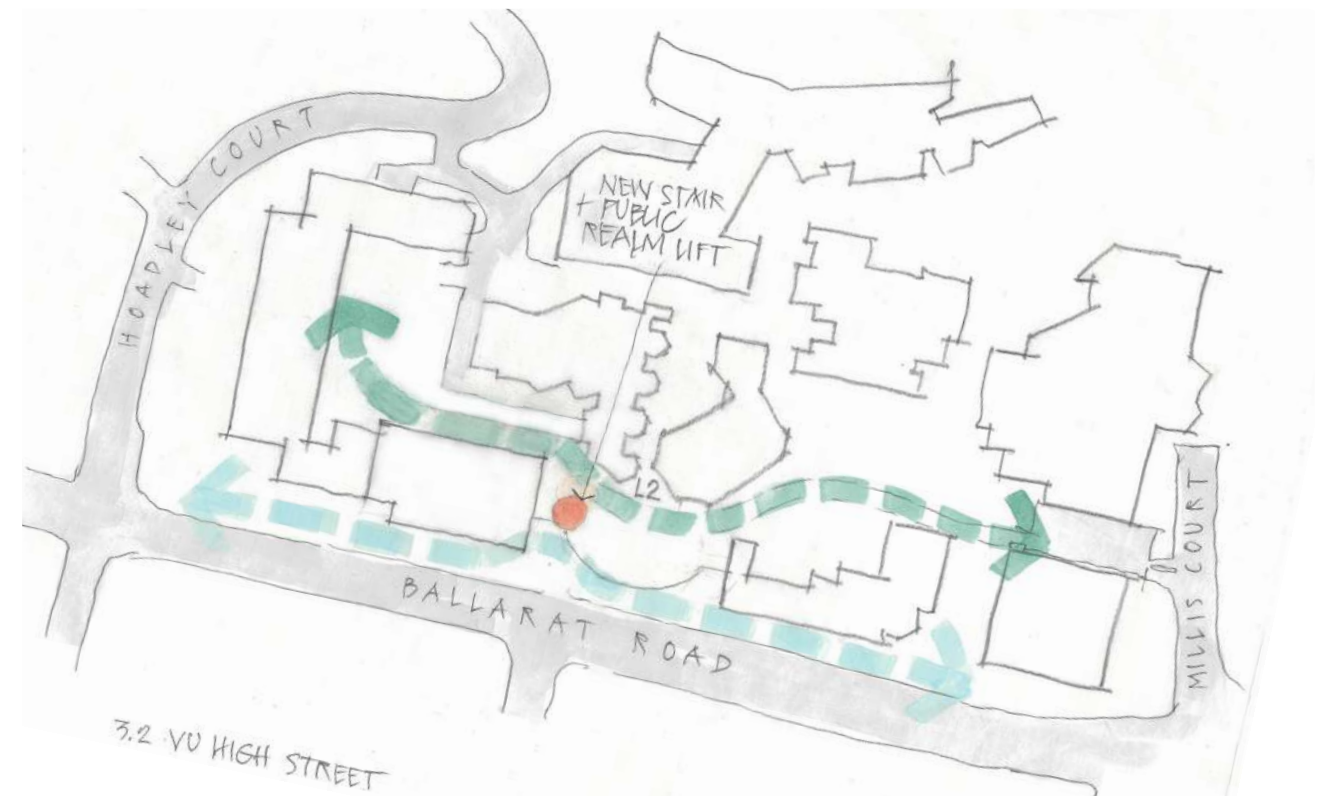 HOADLEY COURT
NEW STAIR
+ PUBLIC
REALM LIFT
L2
MILLIS COURT
BALLARAT ROAD
3.2 VU HIGH STREET